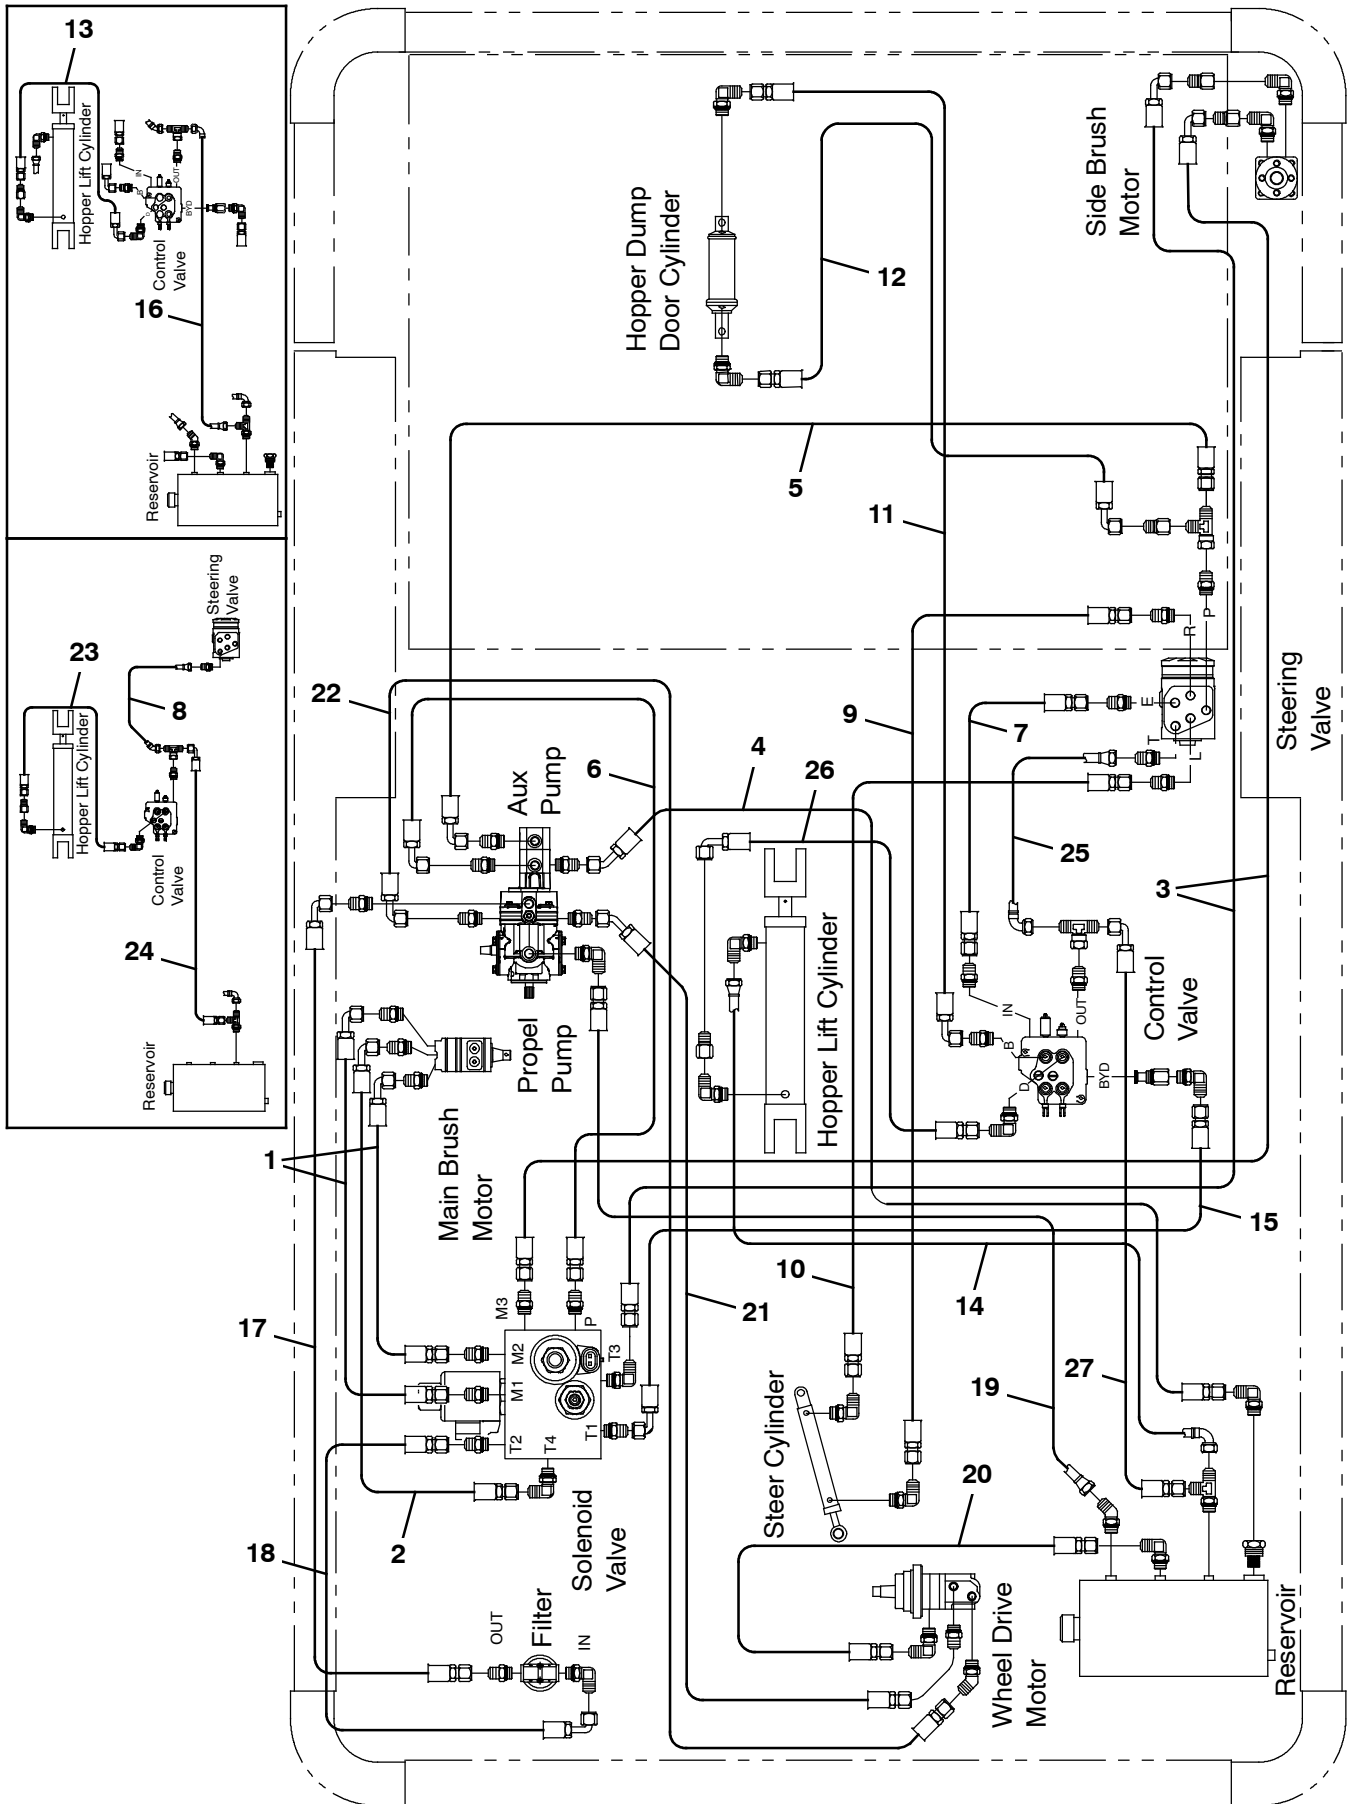 13
Hopper Lift Cylinder
IN
B
D
OUT
BYD
Control
Valve
16
Reservoir
Steering
Valve
23
8
Hopper Lift Cylinder
Control
Valve
24
Reservoir
Side Brush
Motor
Hopper Dump
Door Cylinder
12
5
11
R
P
22
9
7
E
T
L
Steering
Valve
4
26
6
Aux
Pump
25
3
Propel
Pump
Hopper Lift Cylinder
IN
B
D
OUT
BYD
Control
Valve
1
Main Brush
Motor
15
10
14
21
17
M3
P
M2
M1
T3
T2
T4
T1
19
27
Steer Cylinder
20
2
18
Solenoid
Valve
OUT
Filter
IN
Wheel Drive
Motor
Reservoir